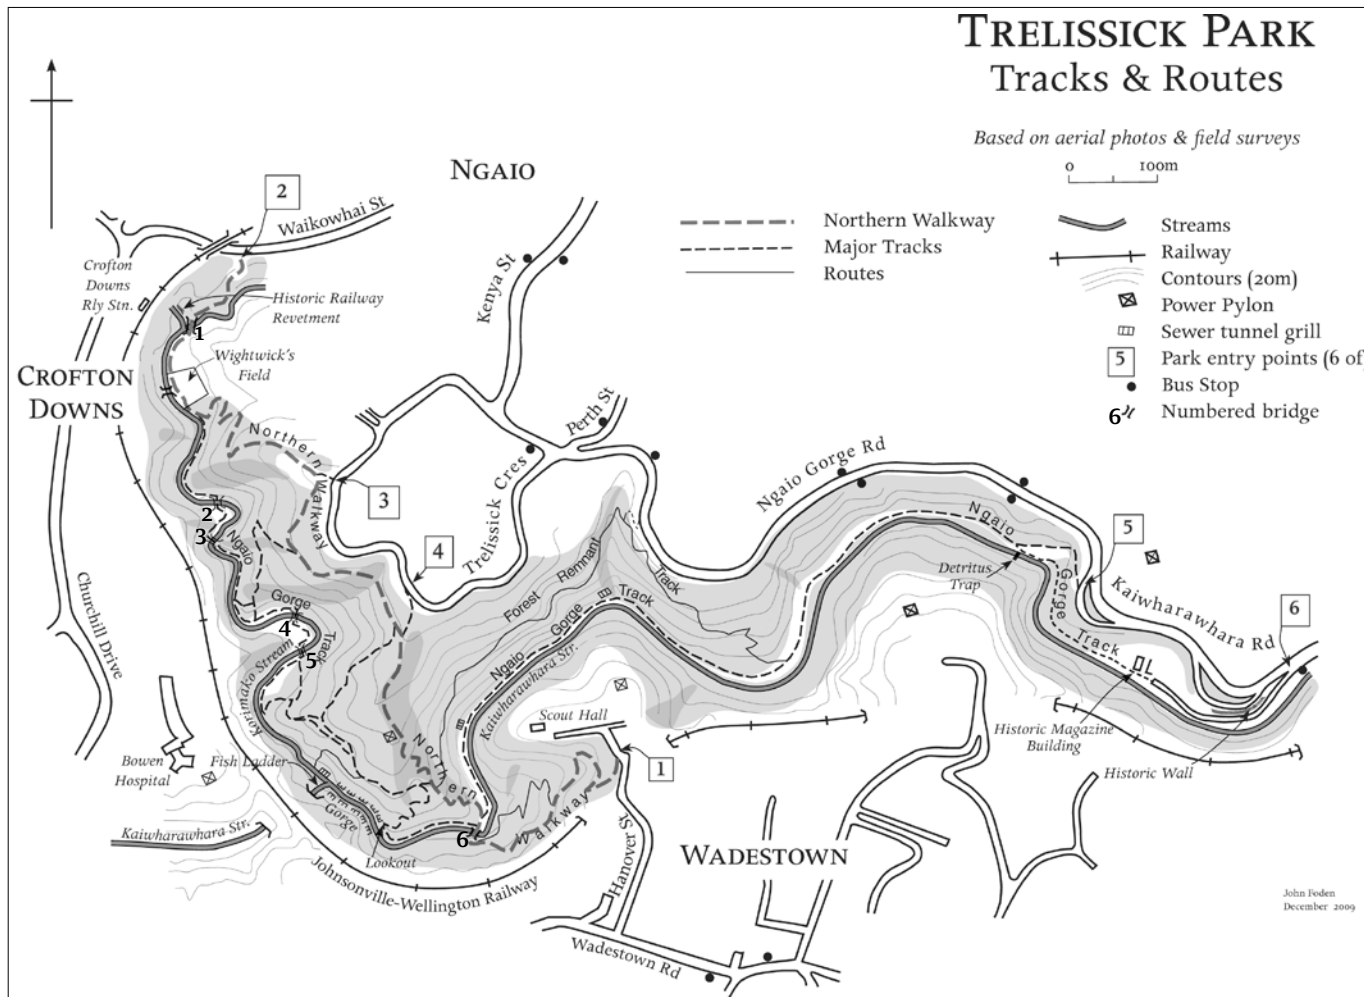 TRELISSICK PARK
Tracks & Routes
Based on aerial photos & field surveys
0 100m
Northern Walkway
Major Tracks
Routes
Streams
Railway
Contours (20m)
Power Pylon
Sewer tunnel grill
5 Park entry points (6 of
Bus Stop
6 Numbered bridge
NGAIO
2
Waikowhai St
Crofton
Downs
Rly Stn.
Historic Railway
Revetment
1
Wightwick's
Field
CROFTON
DOWNS
Kenya St
Perth St
Trelissick Cres
Northern
Walkway
3
4
2
3
Ngaio
Gorge
Track
4
5
Korimako Stream
Churchill Drive
Bowen
Hospital
Fish Ladder
Gorge
Lookout
Kaiwharawhara Str.
Johnsonville-Wellington Railway
Northern
Walkway
6
Forest Remnant
Track
Ngaio Gorge Track
Kaiwharawhara Str.
Scout Hall
1
Hanover St
Wadestown Rd
WADESTOWN
Ngaio Gorge Rd
Ngaio
Gorge
Track
Detritus
Trap
5
Kaiwharawhara Rd
6
Historic Magazine
Building
Historic Wall
John Foden
December 2009